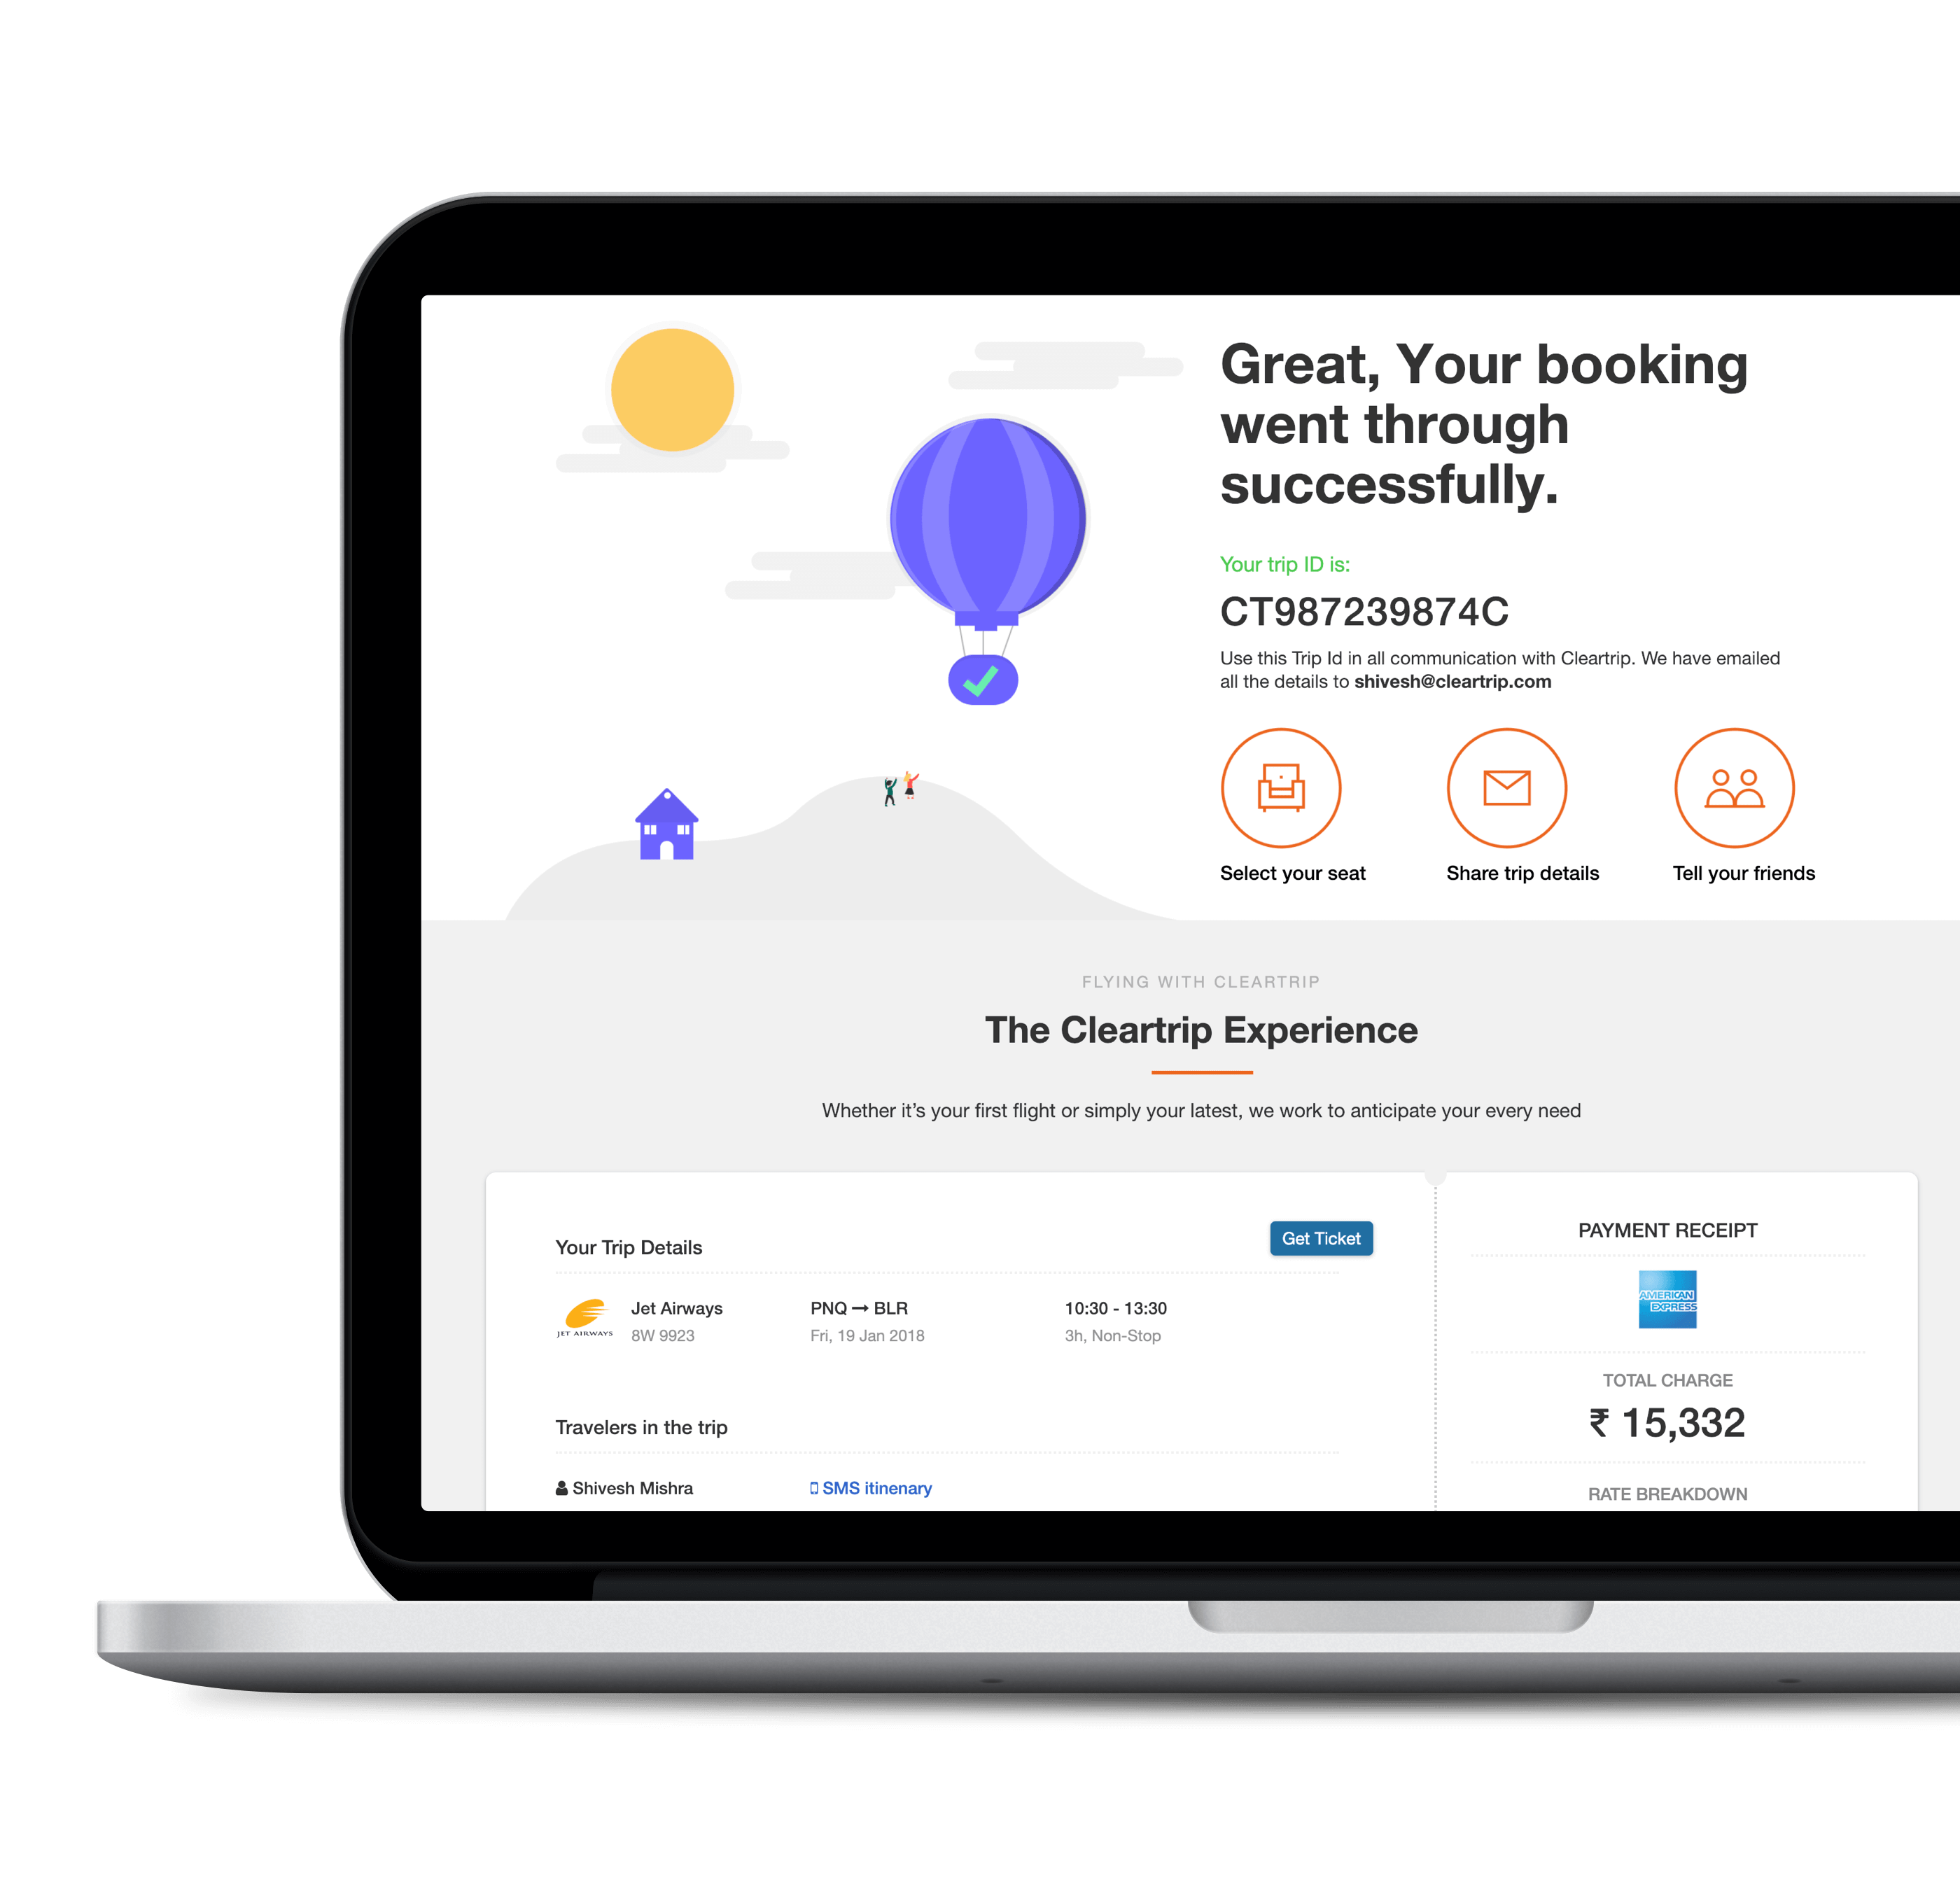 Great, Your booking
went through
successfully.
Your trip ID is:
CT987239874C
Use this Trip Id in all communication with Cleartrip. We have emailed
all the details to shivesh@cleartrip.com
Select your seat
Share trip details
Tell your friends
FLYING WITH CLEARTRIP
The Cleartrip Experience
Whether it’s your first flight or simply your latest, we work to anticipate your every need
Your Trip Details
Get Ticket
JET AIRWAYS
Jet Airways
8W 9923
PNQ → BLR
Fri, 19 Jan 2018
10:30 - 13:30
3h, Non-Stop
Travelers in the trip
Shivesh Mishra
SMS itinenary
PAYMENT RECEIPT
AMERICAN
EXPRESS
TOTAL CHARGE
₹ 15,332
RATE BREAKDOWN